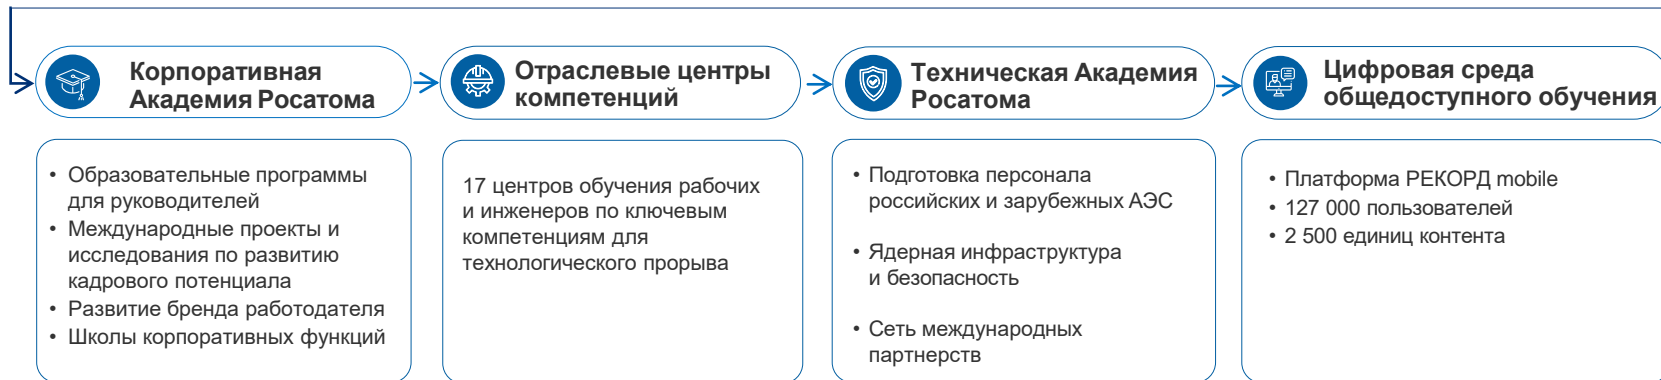 Корпоративная
Академия Росатома
• Образовательные программы
для руководителей
• Международные проекты и
исследования по развитию
кадрового потенциала
• Развитие бренда работодателя
• Школы корпоративных функций
Отраслевые центры
компетенций
17 центров обучения рабочих
и инженеров по ключевым
компетенциям для
технологического прорыва
Техническая Академия
Росатома
• Подготовка персонала
российских и зарубежных АЭС
• Ядерная инфраструктура
и безопасность
• Сеть международных
партнерств
Цифровая среда
общедоступного обучения
• Платформа РЕКОРД mobile
• 127 000 пользователей
• 2 500 единиц контента